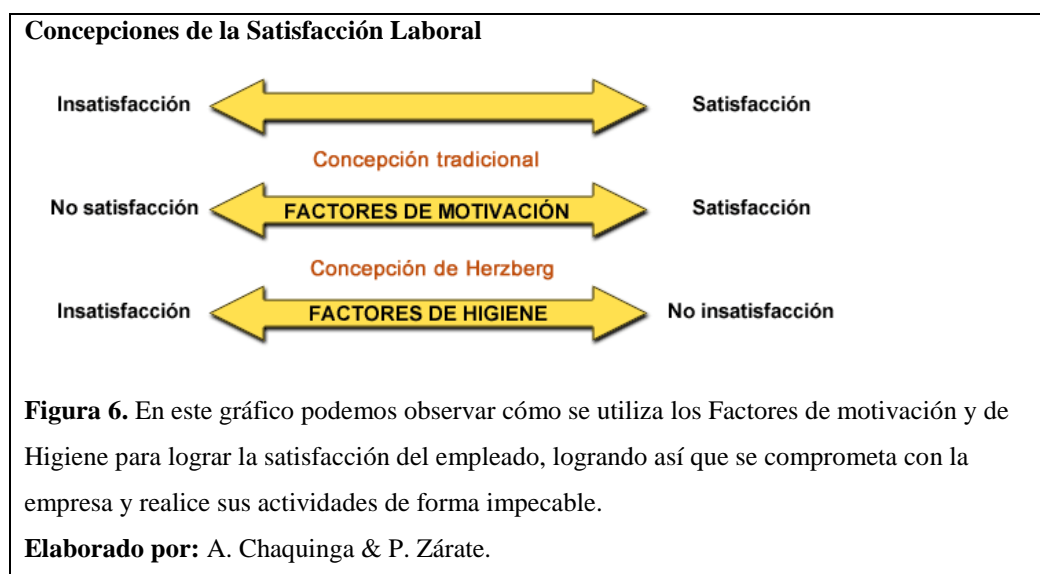 Concepciones de la Satisfacción Laboral
Insatisfacción Satisfacción
Concepción tradicional
No satisfacción FACTORES DE MOTIVACIÓN Satisfacción
Concepción de Herzberg
Insatisfacción FACTORES DE HIGIENE No insatisfacción
Figura 6. En este gráfico podemos observar cómo se utiliza los Factores de motivación y de
Higiene para lograr la satisfacción del empleado, logrando así que se comprometa con la
empresa y realice sus actividades de forma impecable.
Elaborado por: A. Chaquinga & P. Zárate.